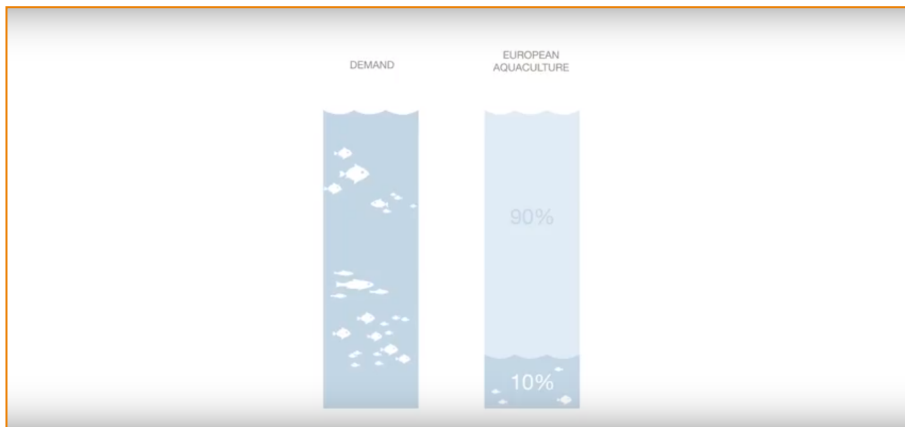 DEMAND
EUROPEAN
AQUACULTURE
90%
10%